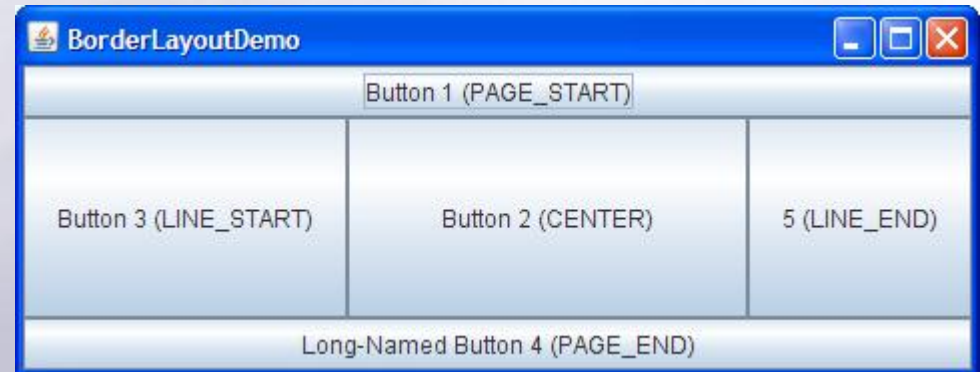 BorderLayoutDemo
Button 1 (PAGE_START)
Button 3 (LINE_START)
Button 2 (CENTER)
5 (LINE_END)
Long-Named Button 4 (PAGE_END)